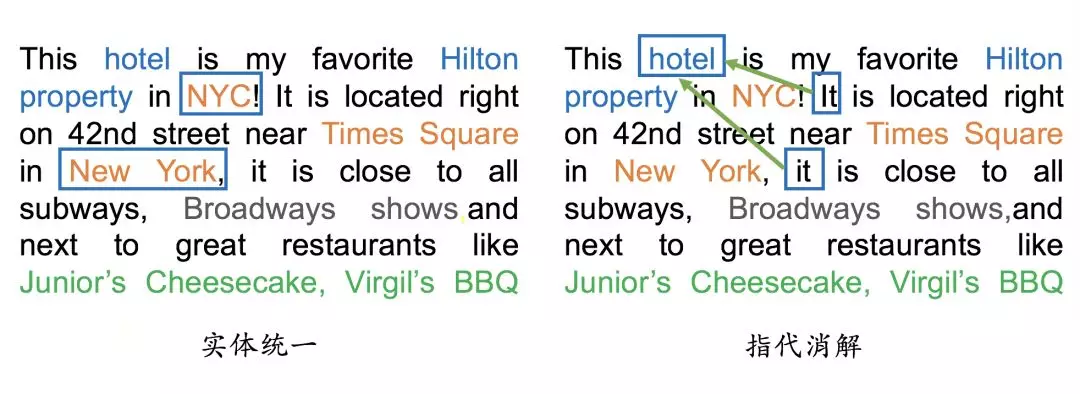 This hotel is my favorite Hilton
property in NYC! It is located right
on 42nd street near Times Square
in New York, it is close to all
subways, Broadways shows,and
next to great restaurants like
Junior's Cheesecake, Virgil's BBQ
实体统一
This hotel is my favorite Hilton
property in NYC! It is located right
on 42nd street near Times Square
in New York, it is close to all
subways, Broadways shows,and
next to great restaurants like
Junior's Cheesecake, Virgil's BBQ
指代消解